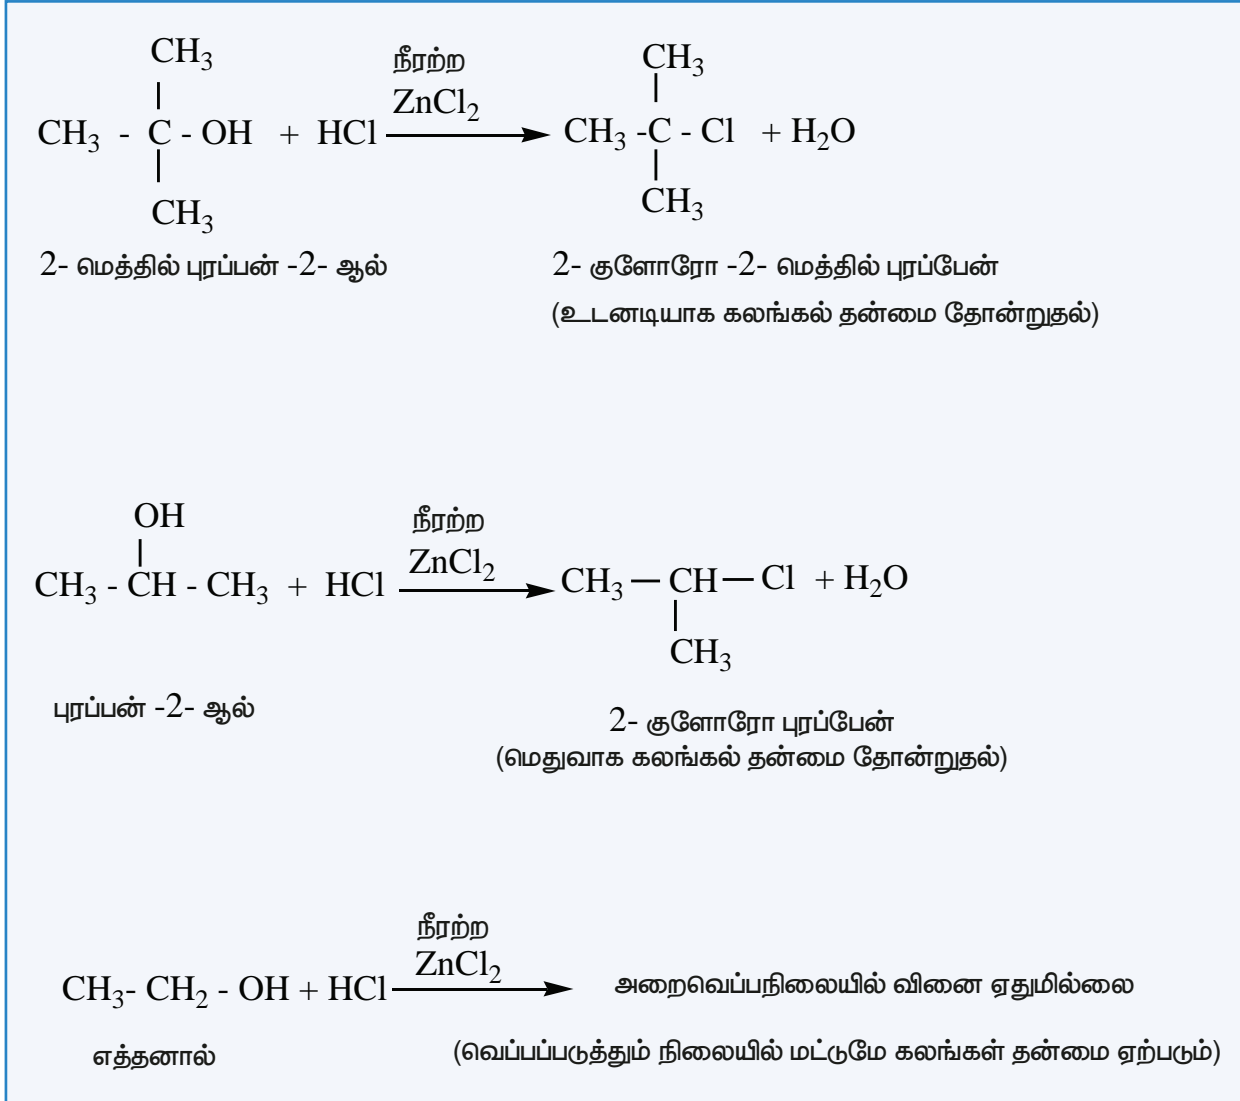 CH3
நீரற்ற
ZnCl2
CH3 - C - OH + HCl
CH3
CH3
CH3 -C - Cl + H2O
CH3
2- மெத்தில் புரப்பன் -2- ஆல்
2- குளோரோ -2- மெத்தில் புரப்பேன்
(உடனடியாக கலங்கல் தன்மை தோன்றுதல்)
OH
நீரற்ற
ZnCl2
CH3 - CH - CH3 + HCl
CH3 — CH — Cl + H2O
CH3
புரப்பன் -2- ஆல்
2- குளோரோ புரப்பேன்
(மெதுவாக கலங்கல் தன்மை தோன்றுதல்)
நீரற்ற
ZnCl2
CH3- CH2 - OH + HCl
அறைவெப்பநிலையில் வினை ஏதுமில்லை
எத்தனால்
(வெப்பப்படுத்தும் நிலையில் மட்டுமே கலங்கள் தன்மை ஏற்படும்)